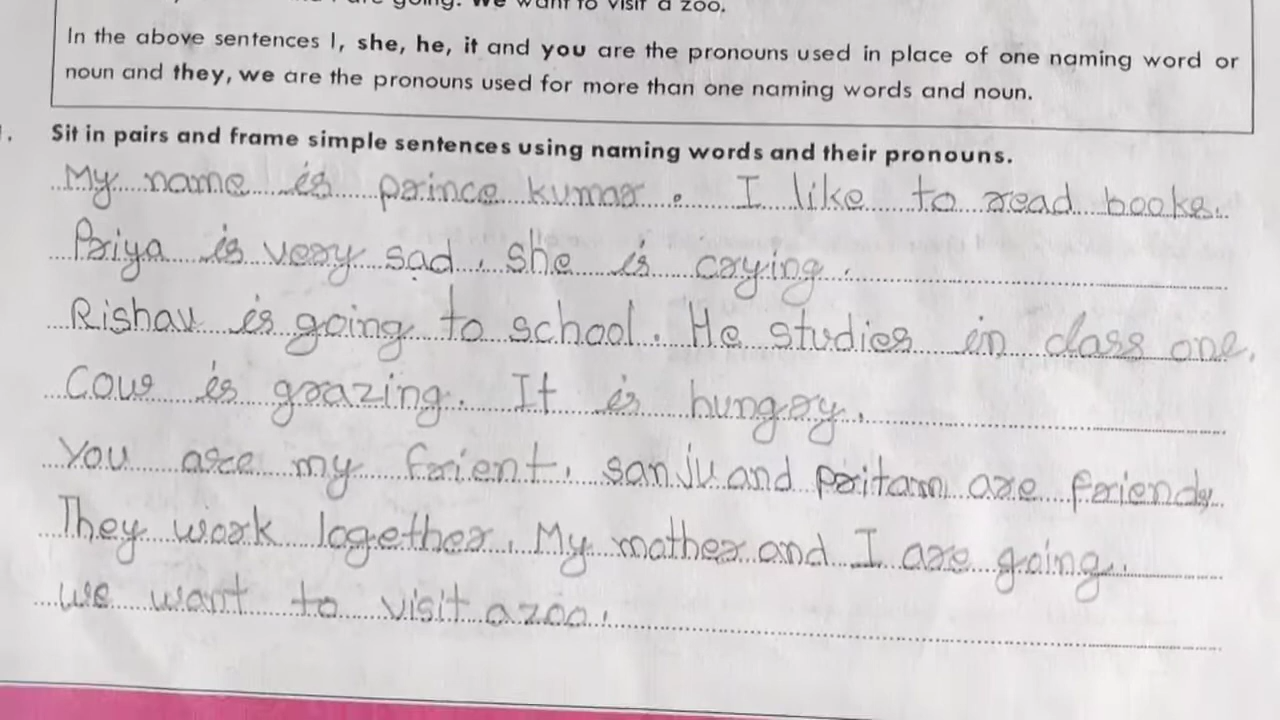 are going. We want to visit a zoo.
In the above sentences I, she, he, it and you are the pronouns used in place of one naming word or
noun and they, we are the pronouns used for more than one naming words and noun.
Sit in pairs and frame simple sentences using naming words and their pronouns.
My name is prince kumar. I like to read books.
Priya is very sad. she is crying.
Rishav is going to school. He studies in class one.
Cow is grazing. It is hungry.
You are my frient. sanju and pritam are friends.
They work together. My mother and I are going.
we want to visit a zoo.